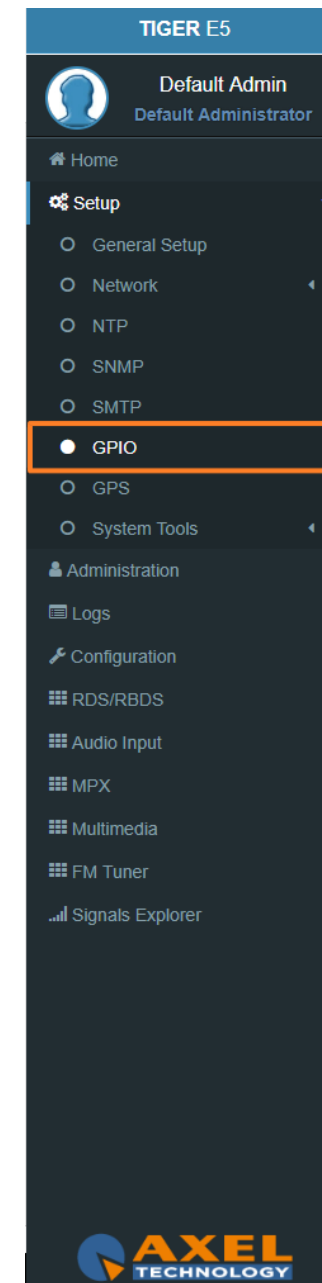 TIGER E5
Default Admin
Default Administrator
Home
Setup
General Setup
Network
NTP
SNMP
SMTP
GPIO
GPS
System Tools
Administration
Logs
Configuration
RDS/RBDS
Audio Input
MPX
Multimedia
FM Tuner
Signals Explorer
AXEL
TECHNOLOGY